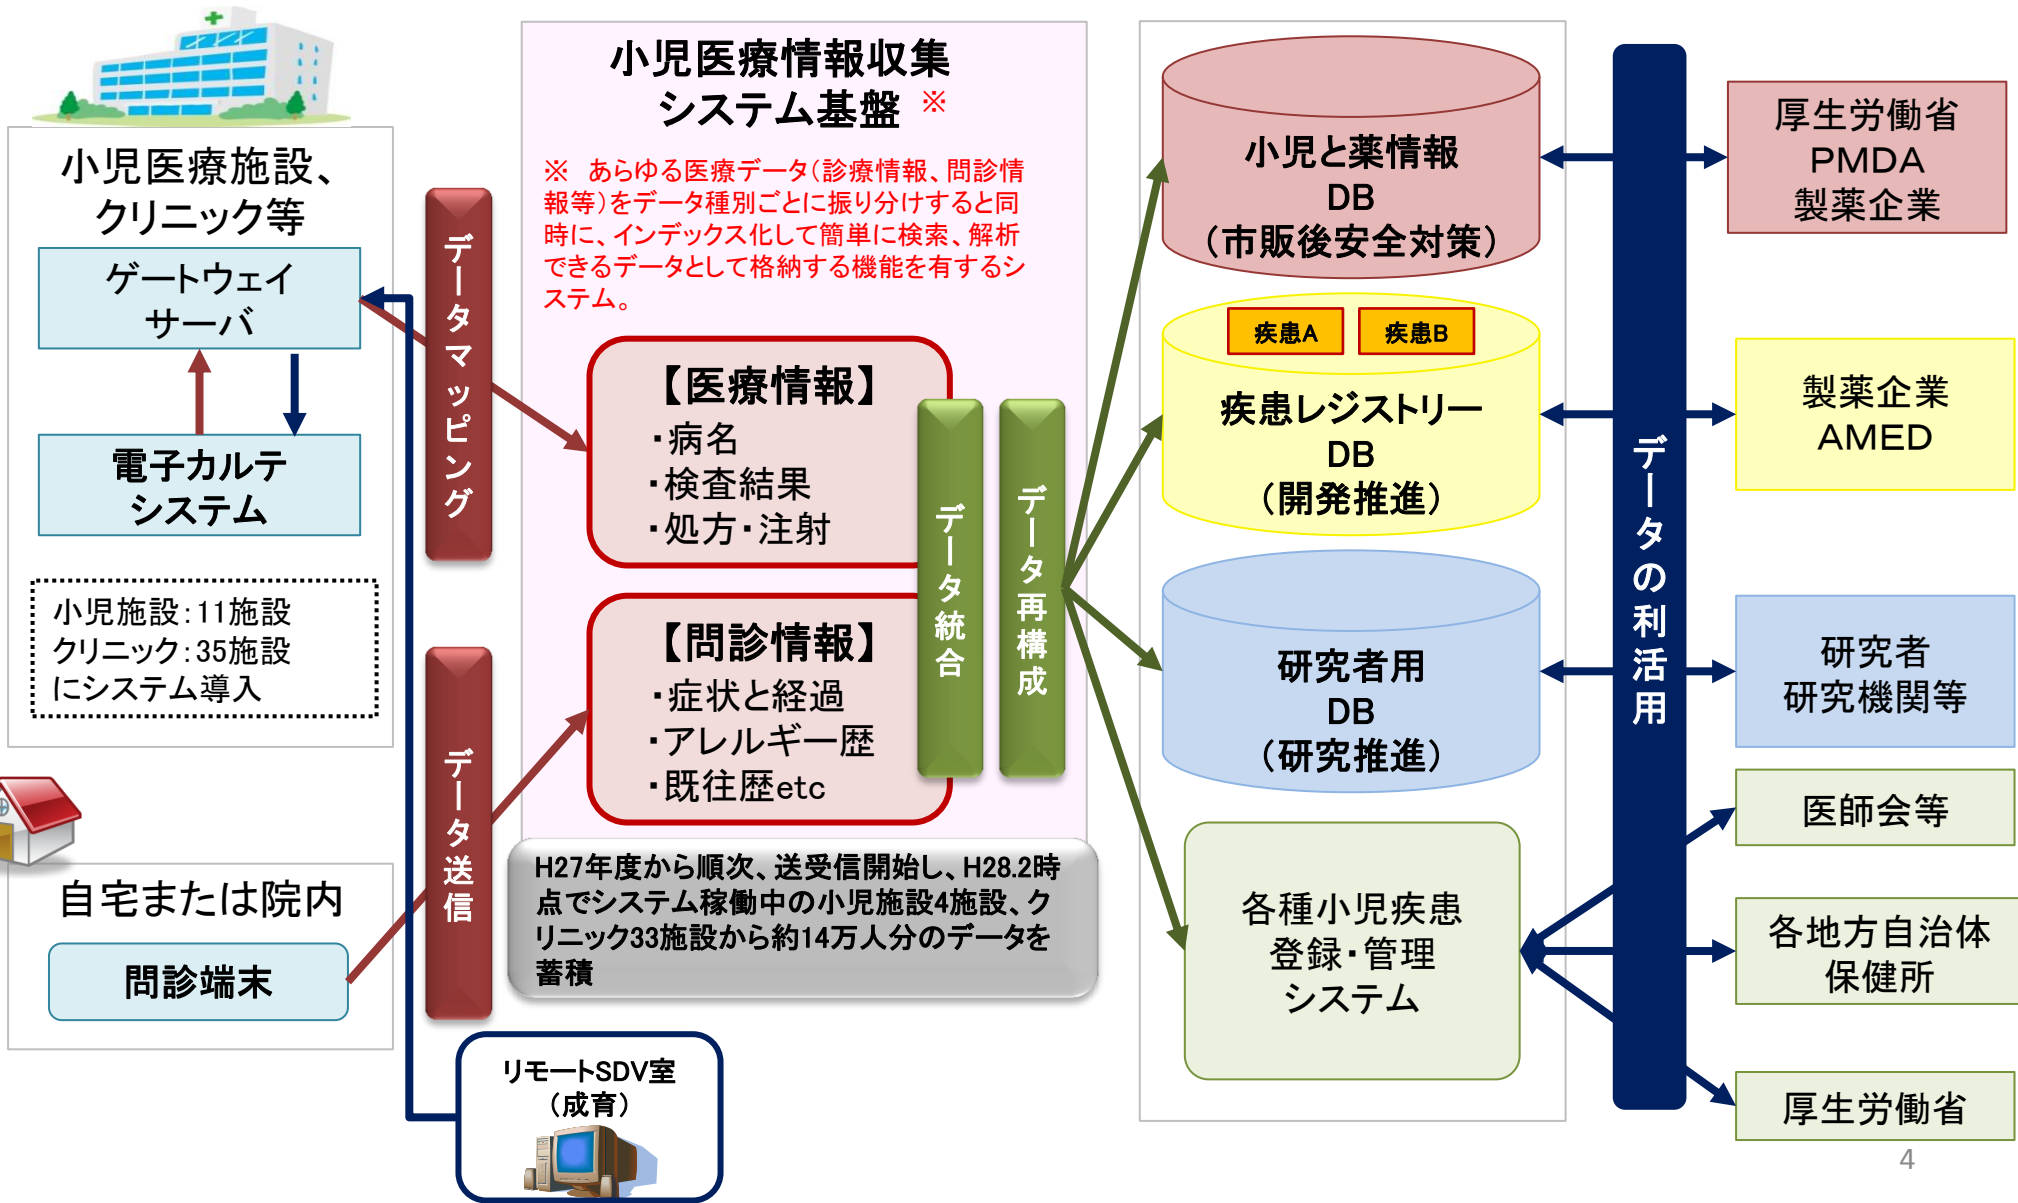 小児医療施設、
クリニック等
ゲートウェイ
サーバ
電子カルテ
システム
小児施設：11施設
クリニック：35施設
にシステム導入
自宅または院内
問診端末
データマッピング
データ送信
リモートSDV室
（成育）
小児医療情報収集
システム基盤 ※
※ あらゆる医療データ（診療情報、問診情
報等）をデータ種別ごとに振り分けすると同
時に、インデックス化して簡単に検索、解析
できるデータとして格納する機能を有するシ
ステム。
【医療情報】
・病名
・検査結果
・処方・注射
【問診情報】
・症状と経過
・アレルギー歴
・既往歴etc
データ統合
データ再構成
H27年度から順次、送受信開始し、H28.2時
点でシステム稼働中の小児施設4施設、ク
リニック33施設から約14万人分のデータを
蓄積
小児と薬情報
DB
（市販後安全対策）
疾患A
疾患B
疾患レジストリー
DB
（開発推進）
研究者用
DB
（研究推進）
各種小児疾患
登録・管理
システム
データの利活用
厚生労働省
PMDA
製薬企業
製薬企業
AMED
研究者
研究機関等
医師会等
各地方自治体
保健所
厚生労働省
4